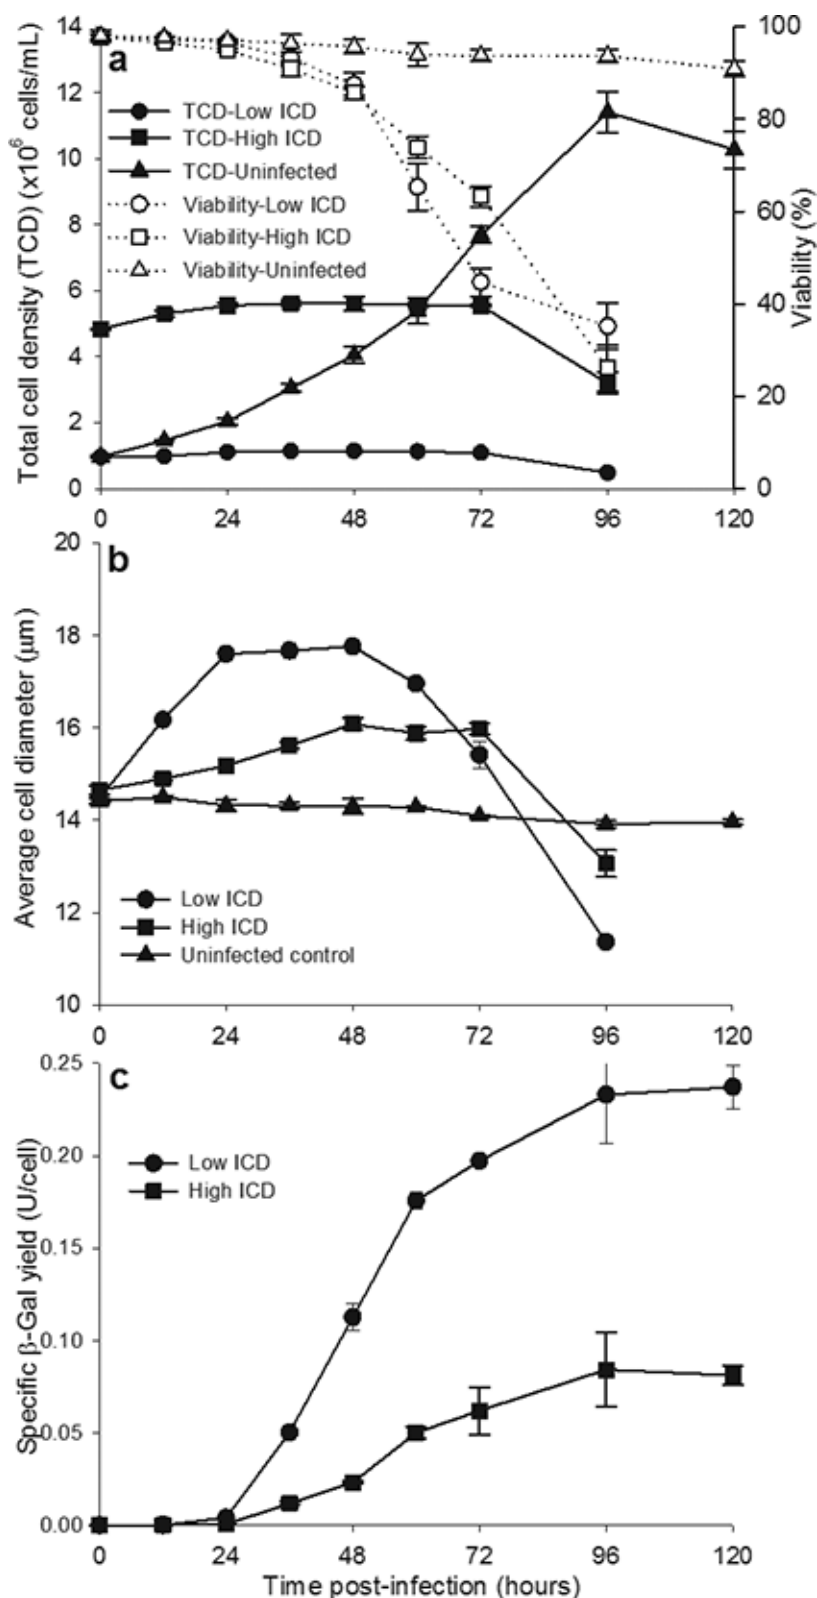 a
Total cell density (TCD) (x10⁶ cells/mL)
14
12
10
8
6
4
2
0
TCD-Low ICD
TCD-High ICD
TCD-Uninfected
Viability-Low ICD
Viability-High ICD
Viability-Uninfected
100
80
60
40
20
0
Viability (%)
0 24 48 72 96 120
b
Average cell diameter (μm)
20
18
16
14
12
10
Low ICD
High ICD
Uninfected control
0 24 48 72 96 120
c
Specific β-Gal yield (U/cell)
0.25
0.20
0.15
0.10
0.05
0.00
Low ICD
High ICD
0 24 48 72 96 120
Time post-infection (hours)